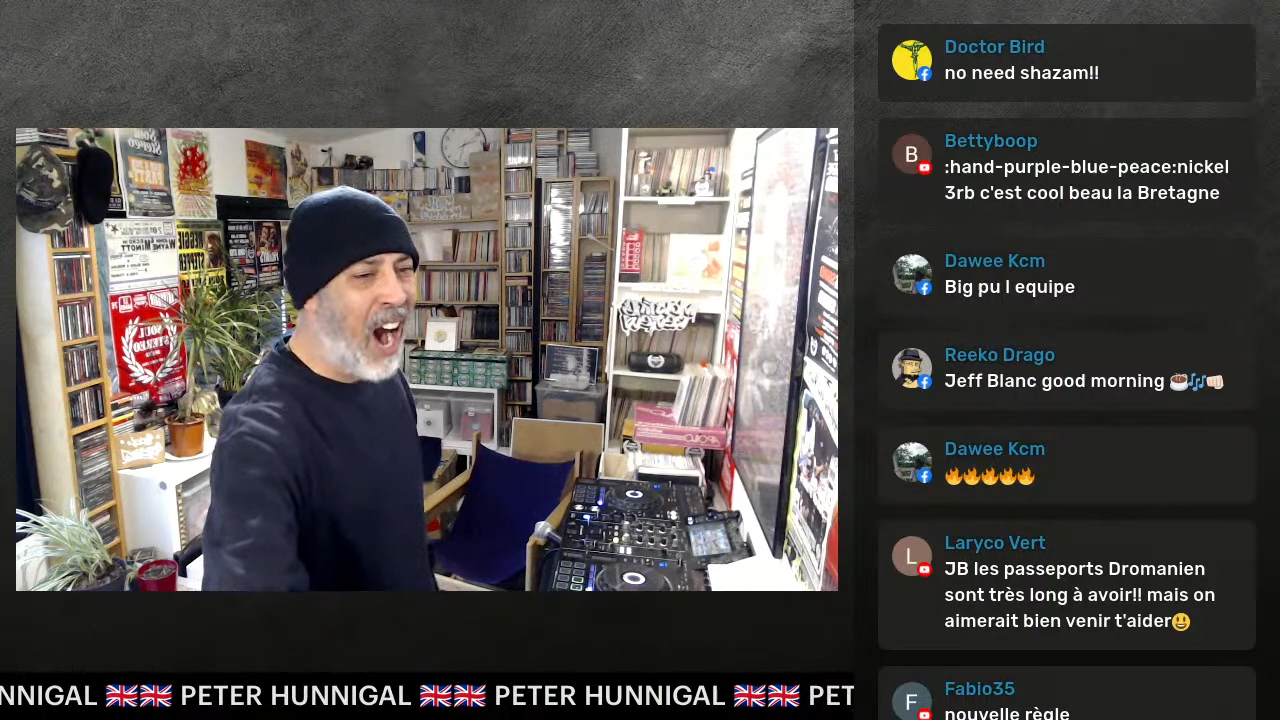 Doctor Bird
no need shazam!!
Bettyboop
:hand-purple-blue-peace:nickel
3rb c'est cool beau la Bretagne
Dawee Kcm
Big pu l equipe
Reeko Drago
Jeff Blanc good morning ☕🎶👊🏻
Dawee Kcm
🔥🔥🔥🔥🔥
Laryco Vert
JB les passeports Dromanien
sont très long à avoir!! mais on
aimerait bien venir t'aider😃
Fabio35
nouvelle règle
NNIGAL 🇬🇧🇬🇧 PETER HUNNIGAL 🇬🇧🇬🇧 PETER HUNNIGAL 🇬🇧🇬🇧 PET